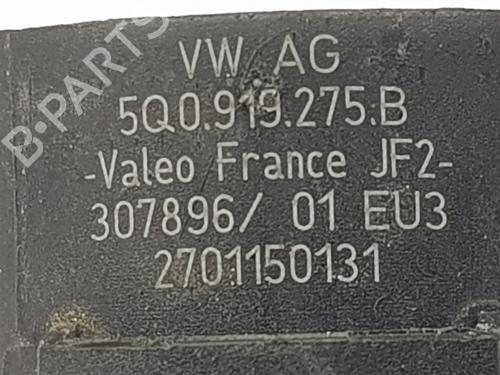 B-PARTS
VW AG
5Q0.919.275.B
-Valeo France JF2-
307896/ 01 EU3
2701150131